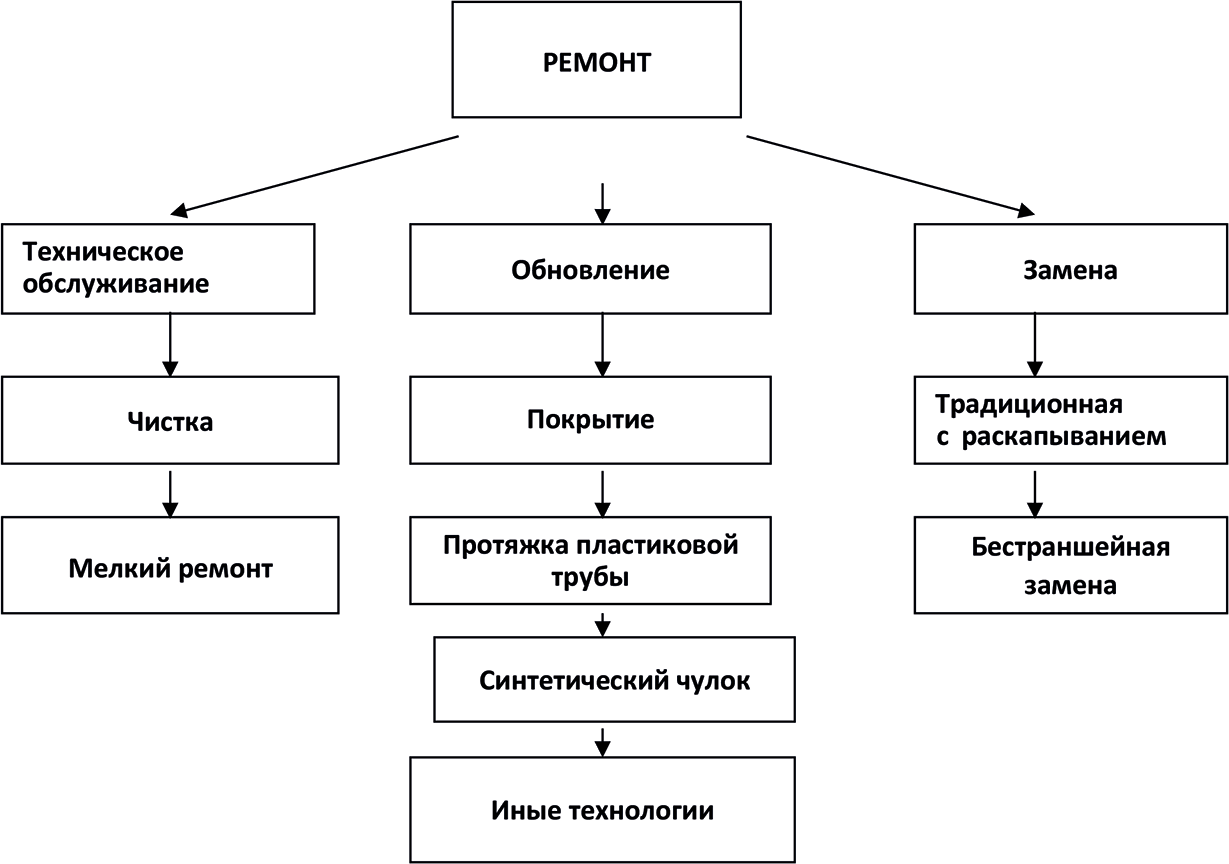 РЕМОНТ
Техническое
обслуживание
Обновление
Замена
Чистка
Покрытие
Традиционная
с раскапыванием
Мелкий ремонт
Протяжка пластиковой
трубы
Бестраншейная
замена
Синтетический чулок
Иные технологии